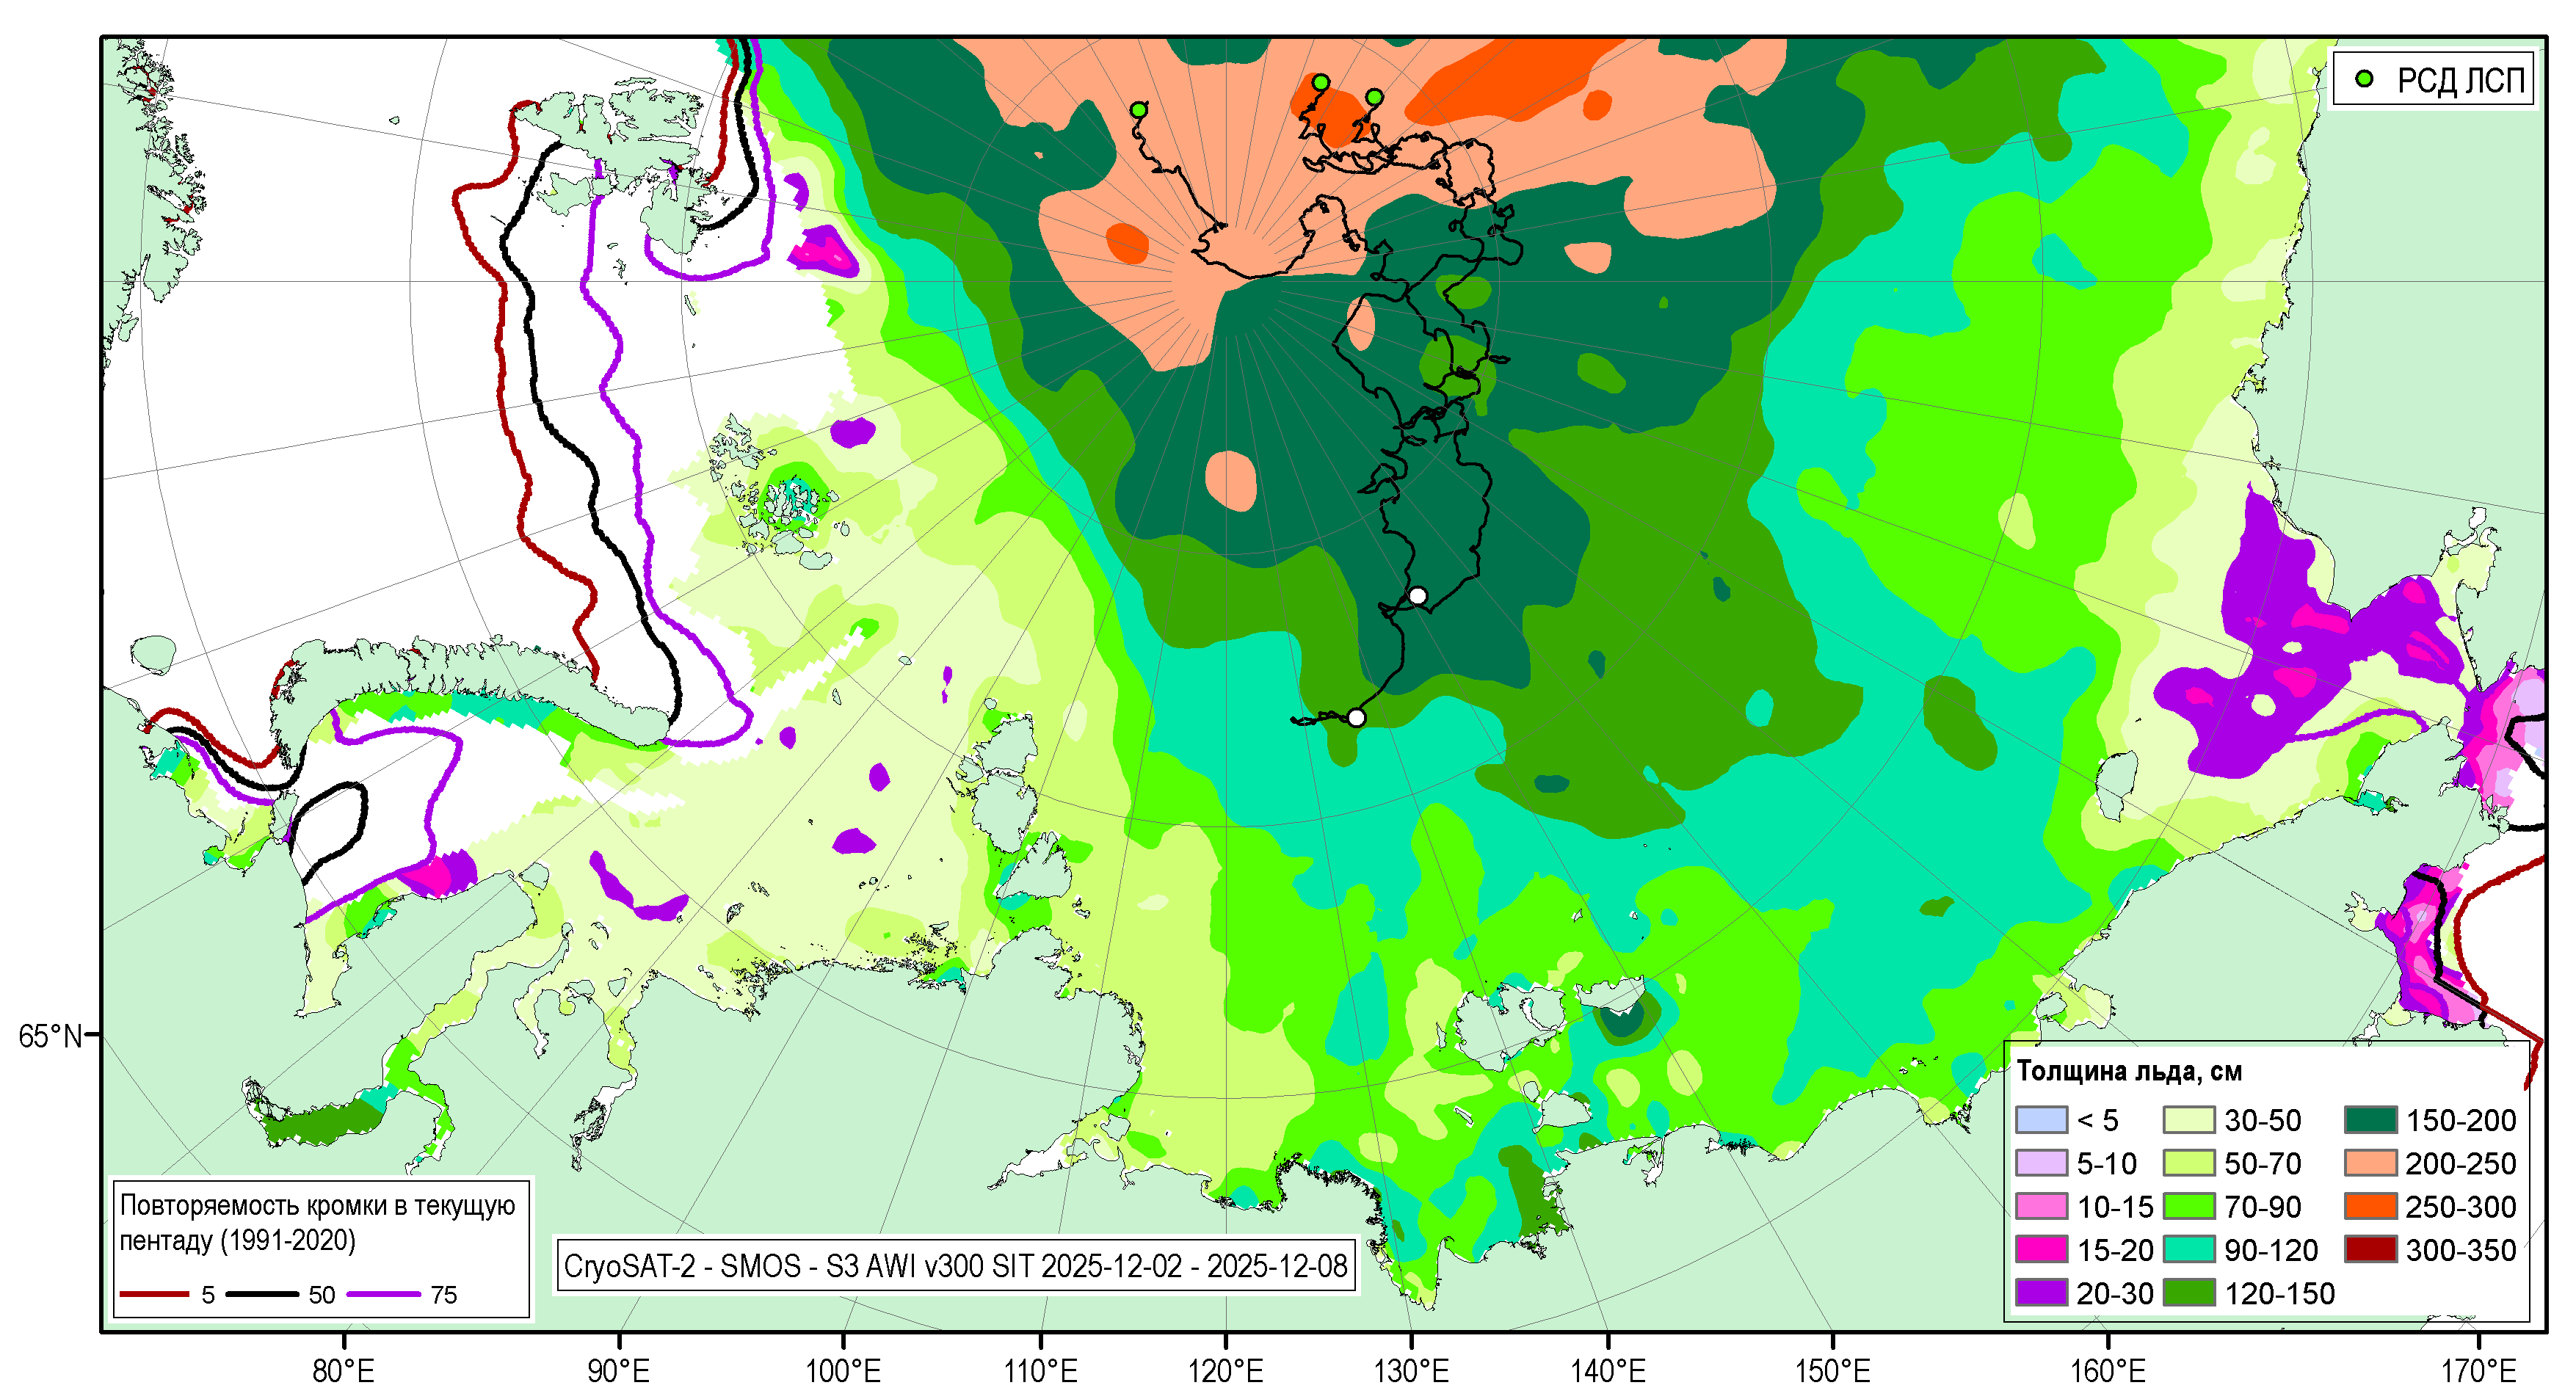 РСД ЛСП
65°N
Толщина льда, см
< 5
30-50
150-200
5-10
50-70
200-250
10-15
70-90
250-300
15-20
90-120
300-350
20-30
120-150
Повторяемость кромки в текущую
пентаду (1991-2020)
5
50
75
CryoSAT-2 - SMOS - S3 AWI v300 SIT 2025-12-02 - 2025-12-08
80°E
90°E
100°E
110°E
120°E
130°E
140°E
150°E
160°E
170°E